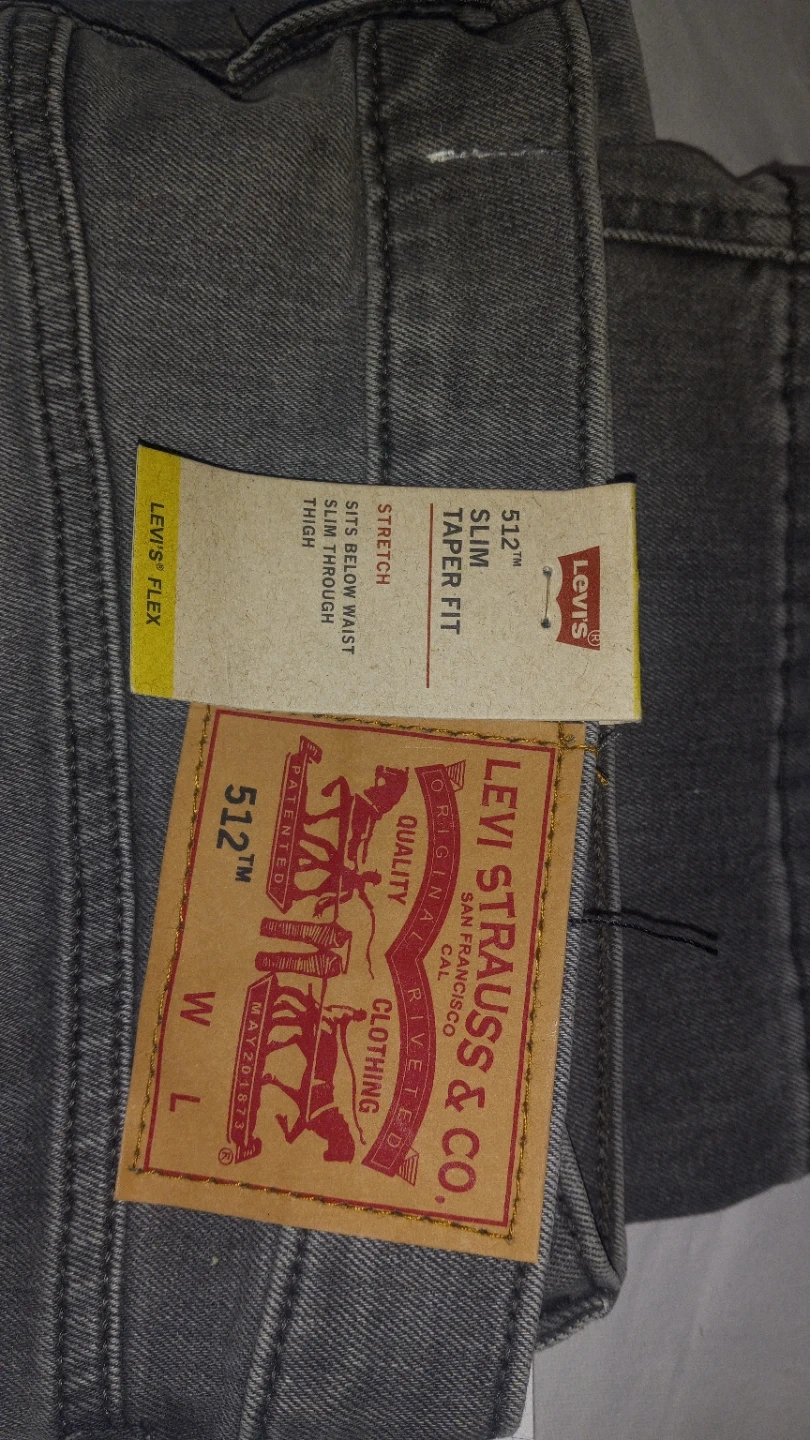 Levi's®
512™
SLIM
TAPER FIT
STRETCH
SITS BELOW WAIST
SLIM THROUGH
THIGH
LEVI'S® FLEX
LEVI STRAUSS & CO.
SAN FRANCISCO
CAL
ORIGINAL RIVETED
QUALITY CLOTHING
PATENTED MAY 20 1873
®
512™
W L